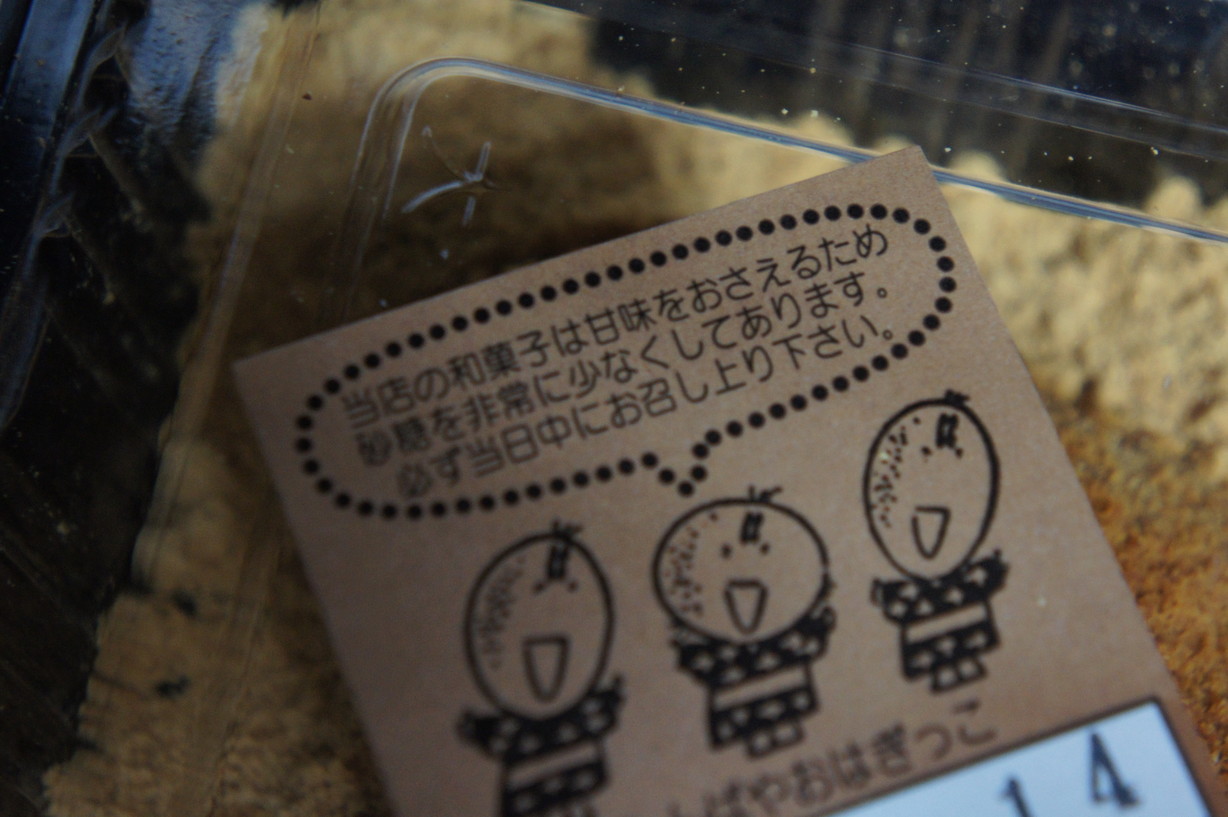 当店の和菓子は甘味をおさえるため
砂糖を非常に少なくしてあります。
必ず当日中にお召し上り下さい。
ばやおはぎっこ
1 4